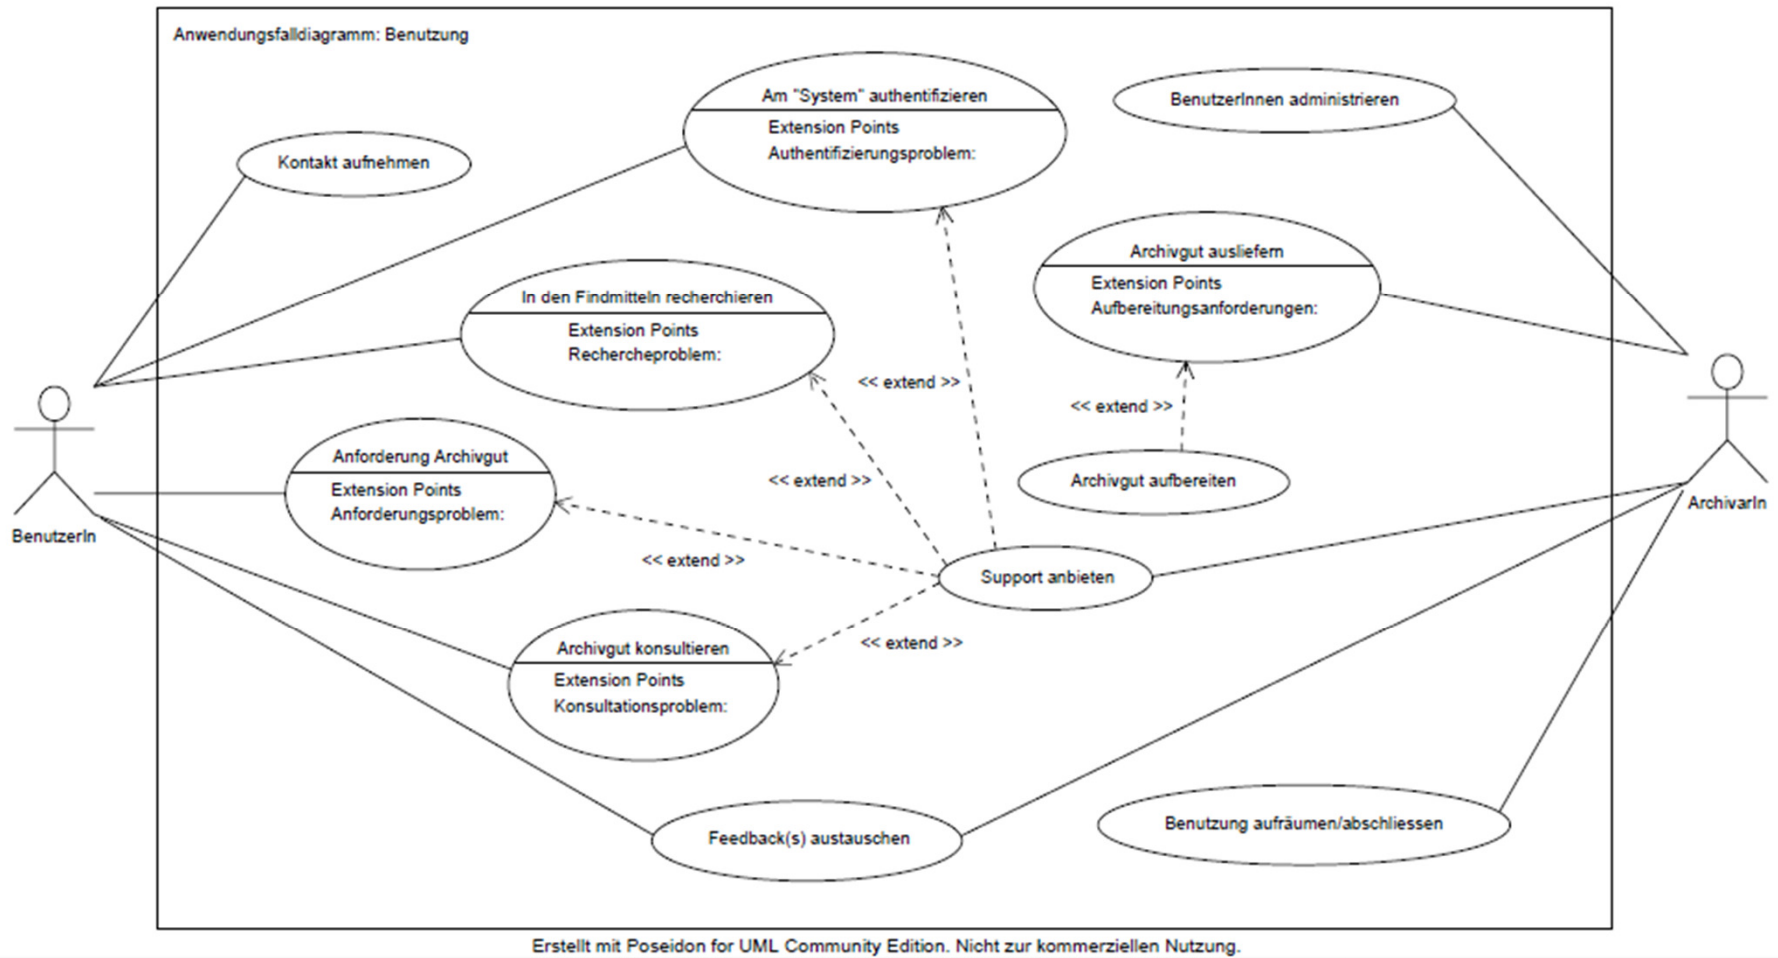 Anwendungsfalldiagramm: Benutzung
Am "System" authentifizieren
Extension Points
Authentifizierungsproblem:
BenutzerInnen administrieren
Kontakt aufnehmen
Archivgut ausliefern
Extension Points
Aufbereitungsanforderungen:
In den Findmitteln recherchieren
Extension Points
Rechercheproblem:
<< extend >>
<< extend >>
Anforderung Archivgut
Extension Points
Anforderungsproblem:
<< extend >>
Archivgut aufbereiten
BenutzerIn
ArchivarIn
<< extend >>
Support anbieten
Archivgut konsultieren
Extension Points
Konsultationsproblem:
<< extend >>
Feedback(s) austauschen
Benutzung aufräumen/abschliessen
Erstellt mit Poseidon for UML Community Edition. Nicht zur kommerziellen Nutzung.